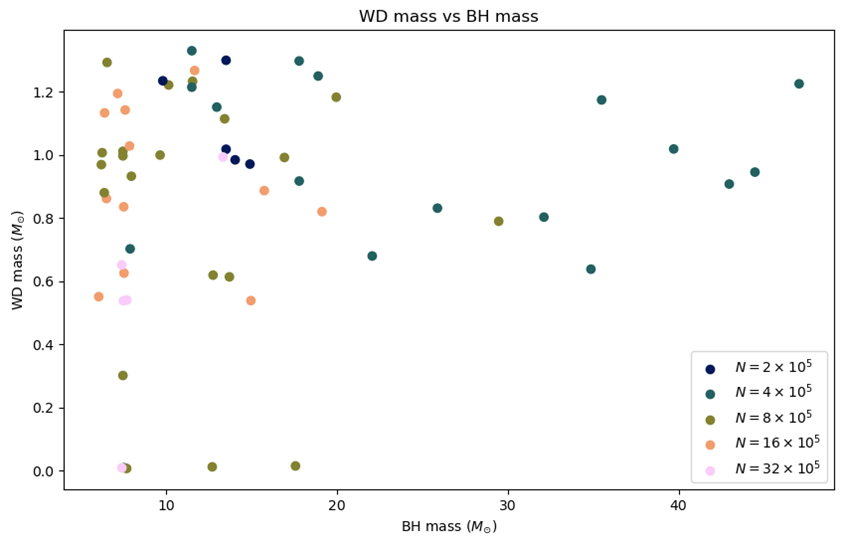 WD mass vs BH mass
WD mass (M⊙)
1.2
1.0
0.8
0.6
0.4
0.2
0.0
10 20 30 40
BH mass (M⊙)
N = 2 × 10⁵
N = 4 × 10⁵
N = 8 × 10⁵
N = 16 × 10⁵
N = 32 × 10⁵